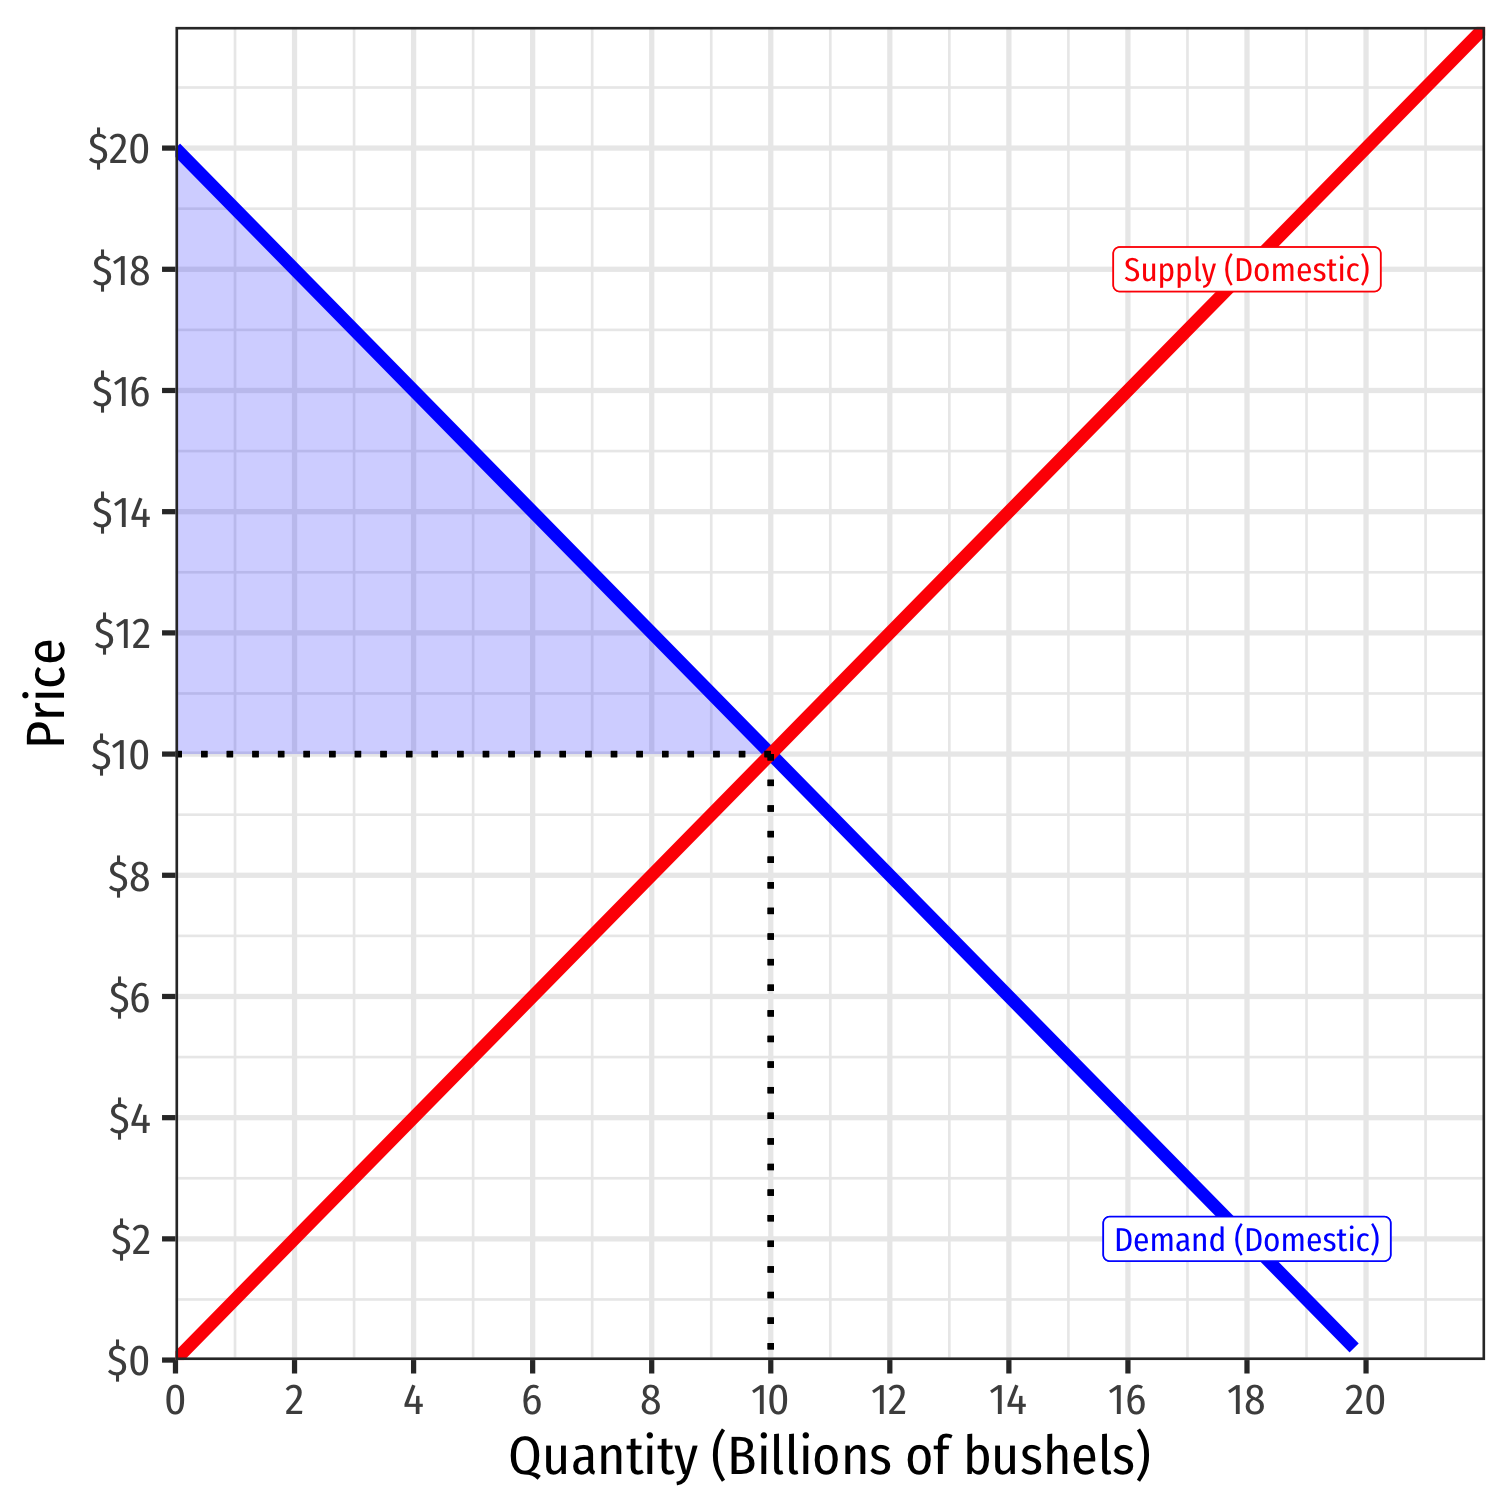 Price
$20
$18
$16
$14
$12
$10
$8
$6
$4
$2
$0
Supply (Domestic)
Demand (Domestic)
0 2 4 6 8 10 12 14 16 18 20
Quantity (Billions of bushels)